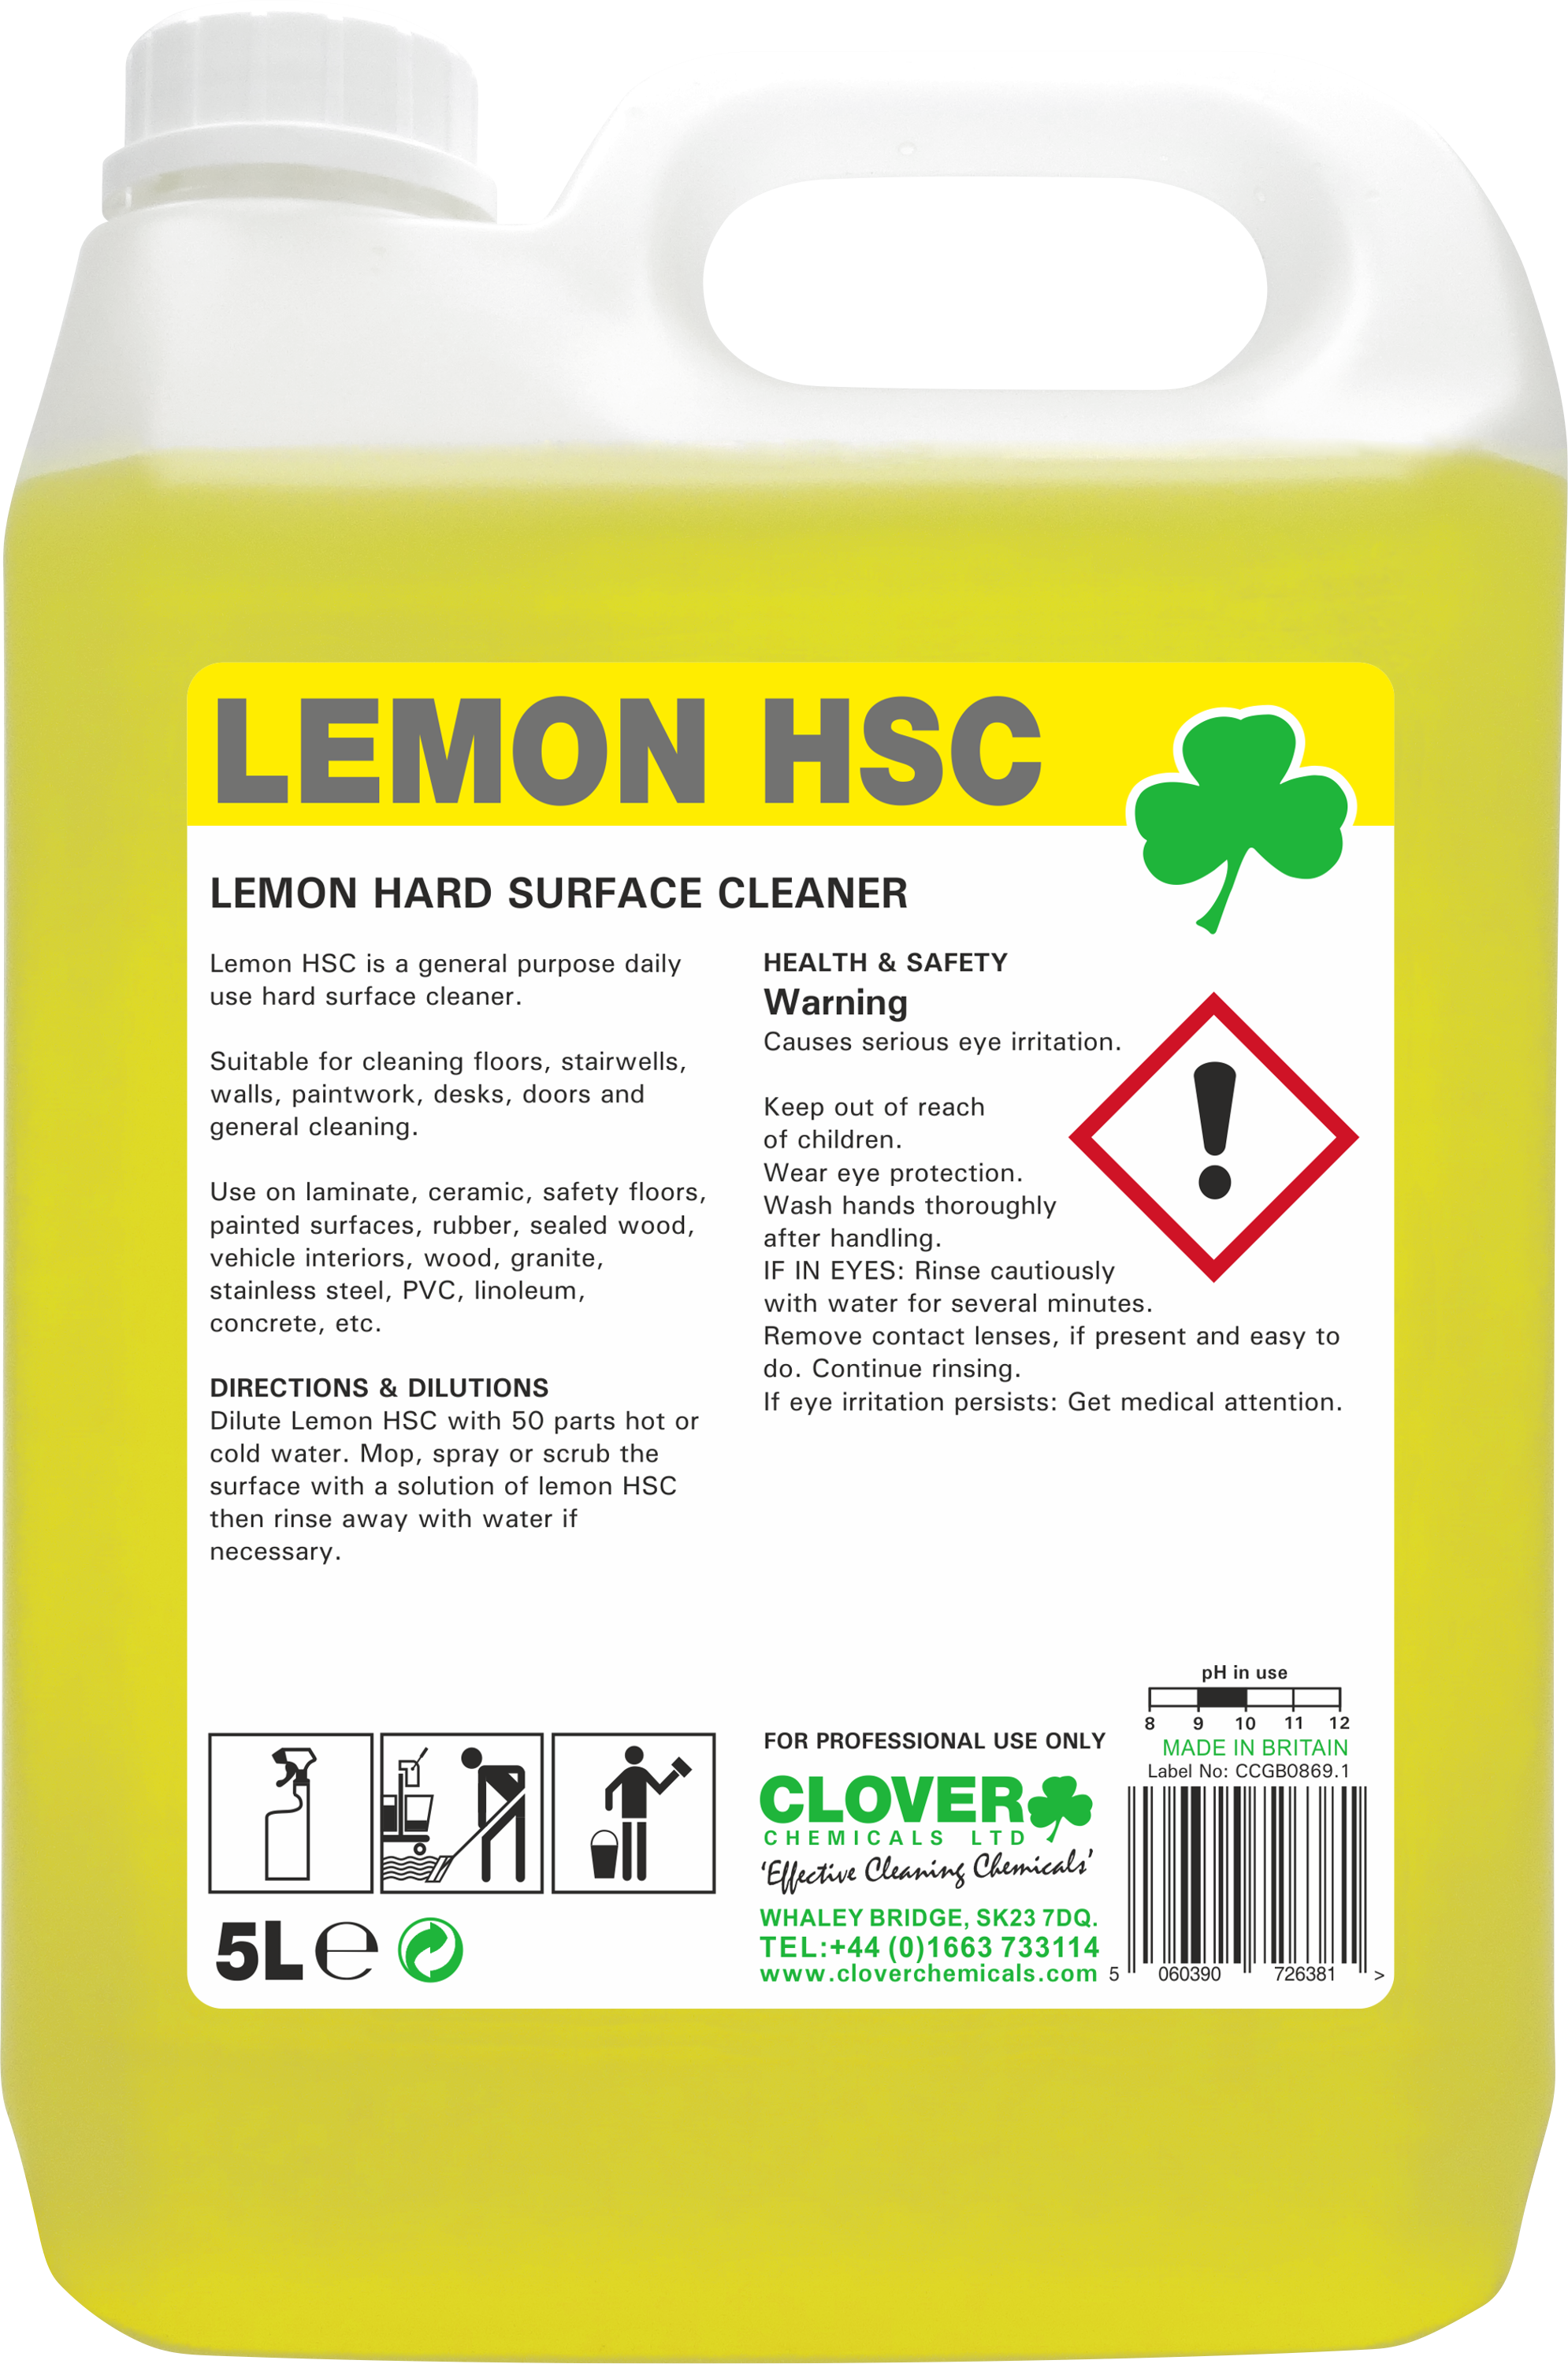 LEMON HSC
LEMON HARD SURFACE CLEANER
Lemon HSC is a general purpose daily
use hard surface cleaner.
Suitable for cleaning floors, stairwells,
walls, paintwork, desks, doors and
general cleaning.
Use on laminate, ceramic, safety floors,
painted surfaces, rubber, sealed wood,
vehicle interiors, wood, granite,
stainless steel, PVC, linoleum,
concrete, etc.
DIRECTIONS & DILUTIONS
Dilute Lemon HSC with 50 parts hot or
cold water. Mop, spray or scrub the
surface with a solution of lemon HSC
then rinse away with water if
necessary.
HEALTH & SAFETY
Warning
Causes serious eye irritation.
Keep out of reach
of children.
Wear eye protection.
Wash hands thoroughly
after handling.
IF IN EYES: Rinse cautiously
with water for several minutes.
Remove contact lenses, if present and easy to
do. Continue rinsing.
If eye irritation persists: Get medical attention.
pH in use
8 9 10 11 12
MADE IN BRITAIN
Label No: CCGB0869.1
FOR PROFESSIONAL USE ONLY
CLOVER
CHEMICALS LTD
'Effective Cleaning Chemicals'
WHALEY BRIDGE, SK23 7DQ.
TEL:+44 (0)1663 733114
www.cloverchemicals.com
5 060390 726381 >
5L e